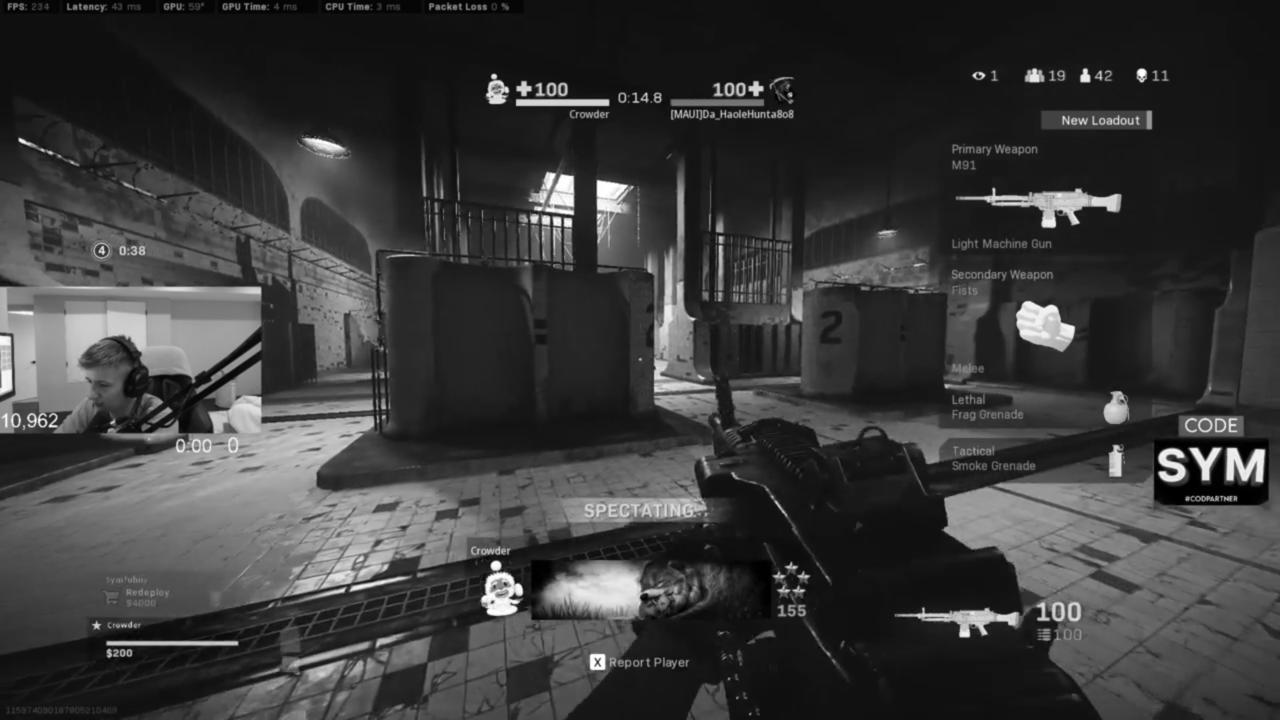 FPS: 234 Latency: 43 ms GPU: 59° GPU Time: 4 ms CPU Time: 3 ms Packet Loss 0 %
100 0:14.8 100
Crowder [MAUI]Da_HaoleHunta8o8
1 19 42 11
New Loadout
Primary Weapon
M91
Light Machine Gun
Secondary Weapon
Fists
Melee
Lethal
Frag Grenade
Tactical
Smoke Grenade
4 0:38
2
10,962
0:00 0
CODE
SYM
#CODPARTNER
SPECTATING...
Crowder
155
Symfuhny
Redeploy
$4000
Crowder
$200
100
100
X Report Player